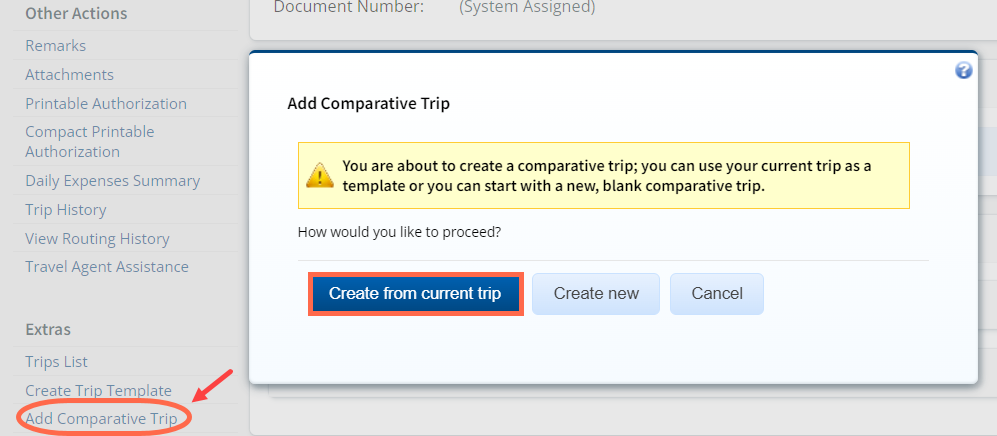 Other Actions
Remarks
Attachments
Printable Authorization
Compact Printable
Authorization
Daily Expenses Summary
Trip History
View Routing History
Travel Agent Assistance
Extras
Trips List
Create Trip Template
Add Comparative Trip
Document Number: (System Assigned)
?
Add Comparative Trip
You are about to create a comparative trip; you can use your current trip as a
template or you can start with a new, blank comparative trip.
How would you like to proceed?
Create from current trip
Create new
Cancel